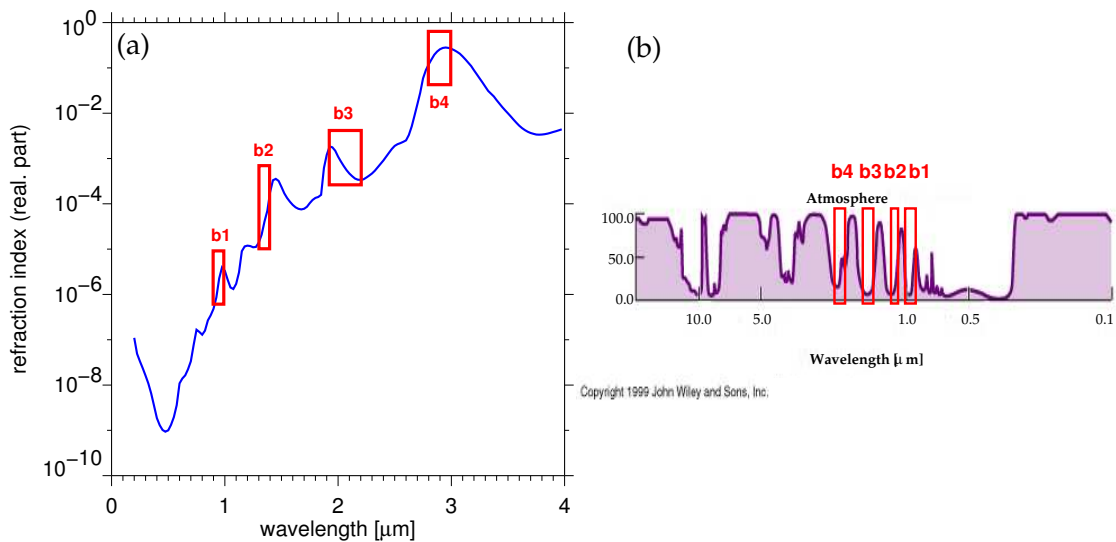 (a)
10⁰
10⁻²
10⁻⁴
10⁻⁶
10⁻⁸
10⁻¹⁰
refraction index (real. part)
b1
b2
b3
b4
0 1 2 3 4
wavelength [μm]
(b)
b4 b3 b2 b1
Atmosphere
100.0
50.0
0.0
10.0 5.0 1.0 0.5 0.1
Wavelength [μ m]
Copyright 1999 John Wiley and Sons, Inc.